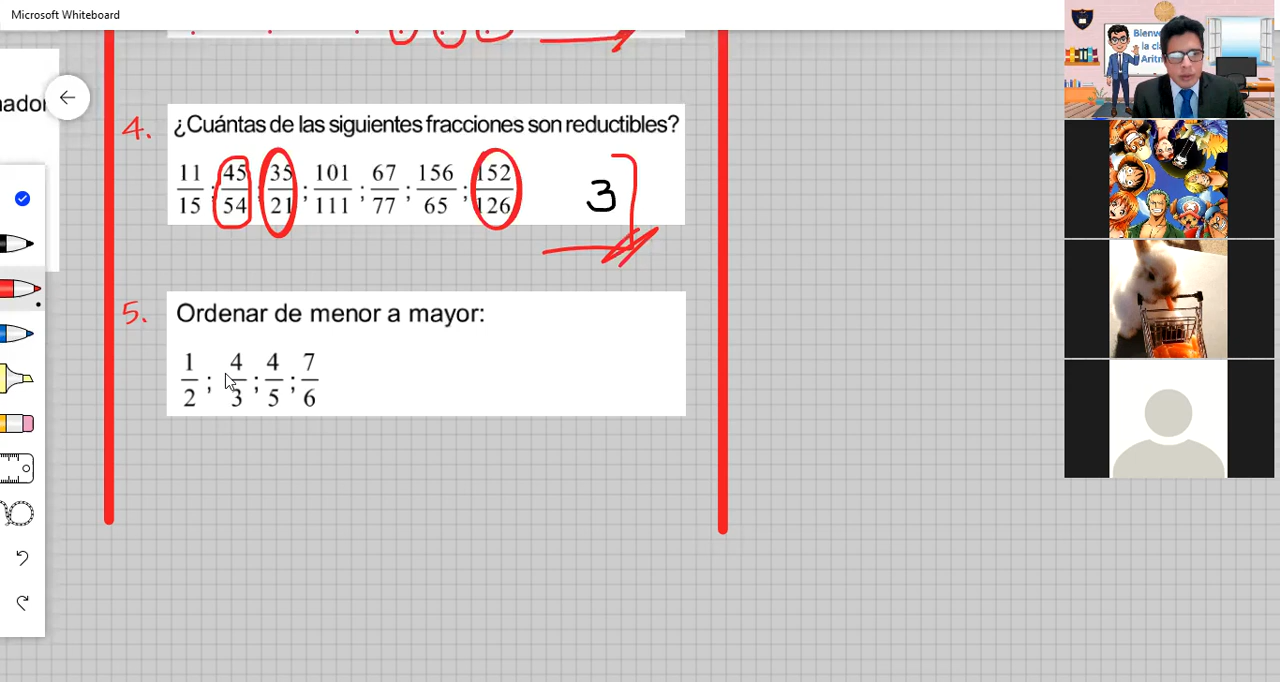 Microsoft Whiteboard
4. ¿Cuántas de las siguientes fracciones son reductibles?
11/15 ; 45/54 ; 35/21 ; 101/111 ; 67/77 ; 156/65 ; 152/126
3
5. Ordenar de menor a mayor:
1/2 ; 4/3 ; 4/5 ; 7/6